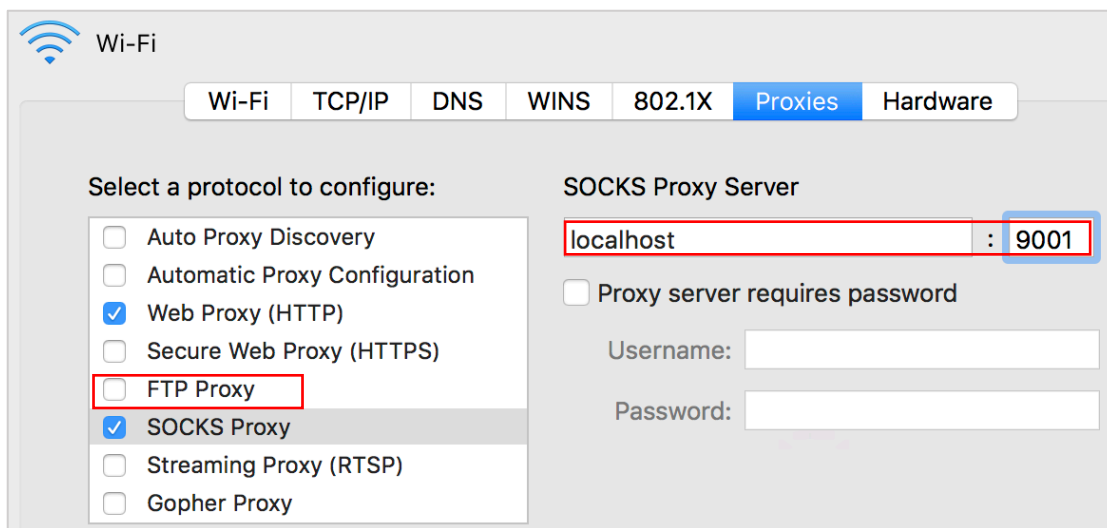 Wi-Fi
Wi-Fi TCP/IP DNS WINS 802.1X Proxies Hardware
Select a protocol to configure:
Auto Proxy Discovery
Automatic Proxy Configuration
Web Proxy (HTTP)
Secure Web Proxy (HTTPS)
FTP Proxy
SOCKS Proxy
Streaming Proxy (RTSP)
Gopher Proxy
SOCKS Proxy Server
localhost : 9001
Proxy server requires password
Username:
Password: